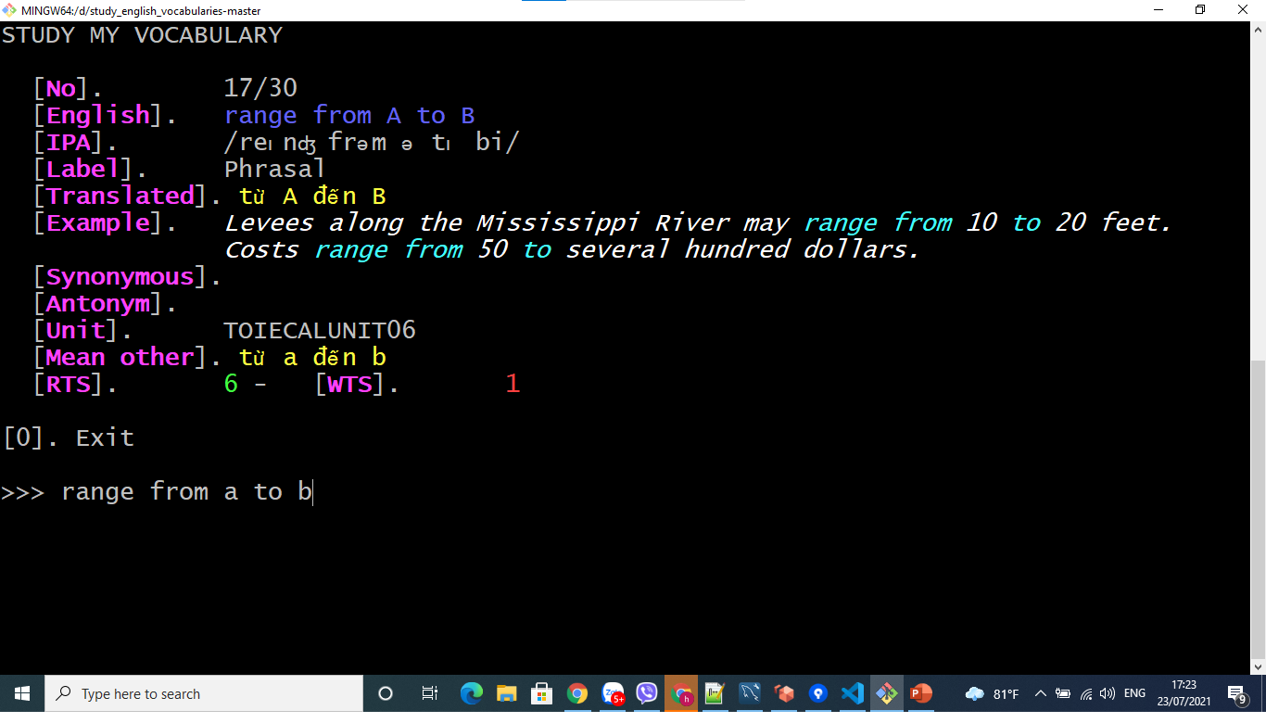 MINGW64:/d/study_english_vocabularies-master
STUDY MY VOCABULARY
[No]. 17/30
[English]. range from A to B
[IPA]. /reɪnʤ frəm ə tɪ bi/
[Label]. Phrasal
[Translated]. từ A đến B
[Example]. Levees along the Mississippi River may range from 10 to 20 feet.
Costs range from 50 to several hundred dollars.
[Synonymous].
[Antonym].
[Unit]. TOIECALUNIT06
[Mean other]. từ a đến b
[RTS]. 6 - [WTS]. 1
[0]. Exit
>>> range from a to b
Type here to search
5+
h
81°F
ENG
17:23
23/07/2021
9